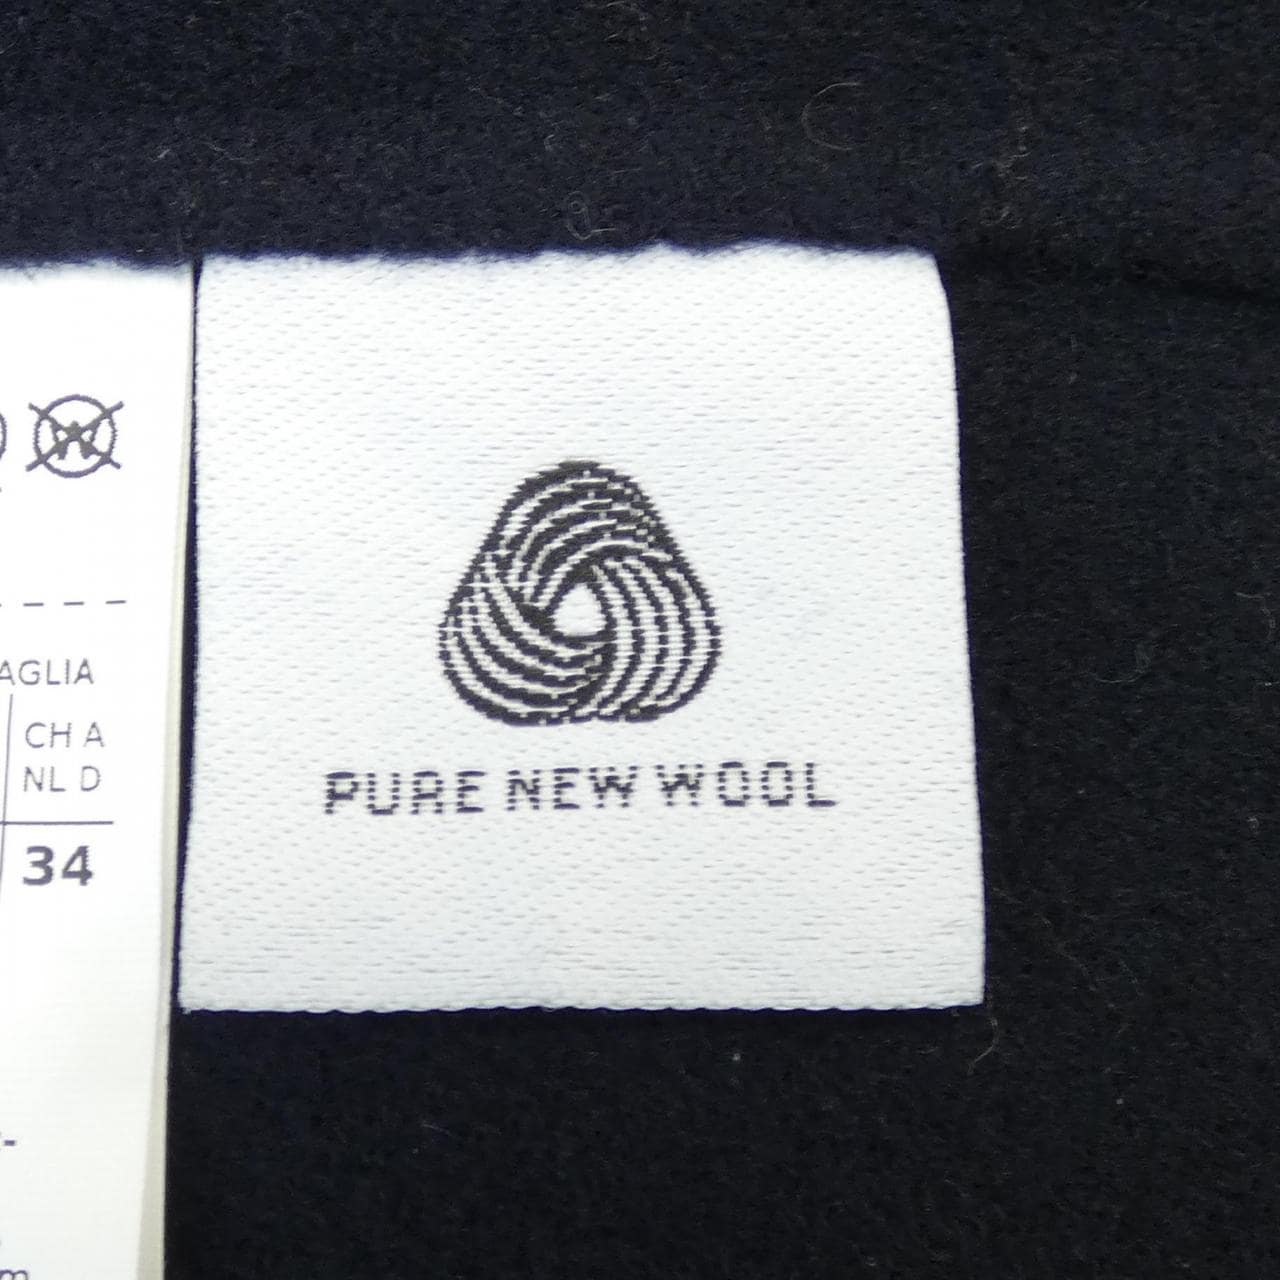 AGLIA
CH A
NL D
34
PURE NEW WOOL
m